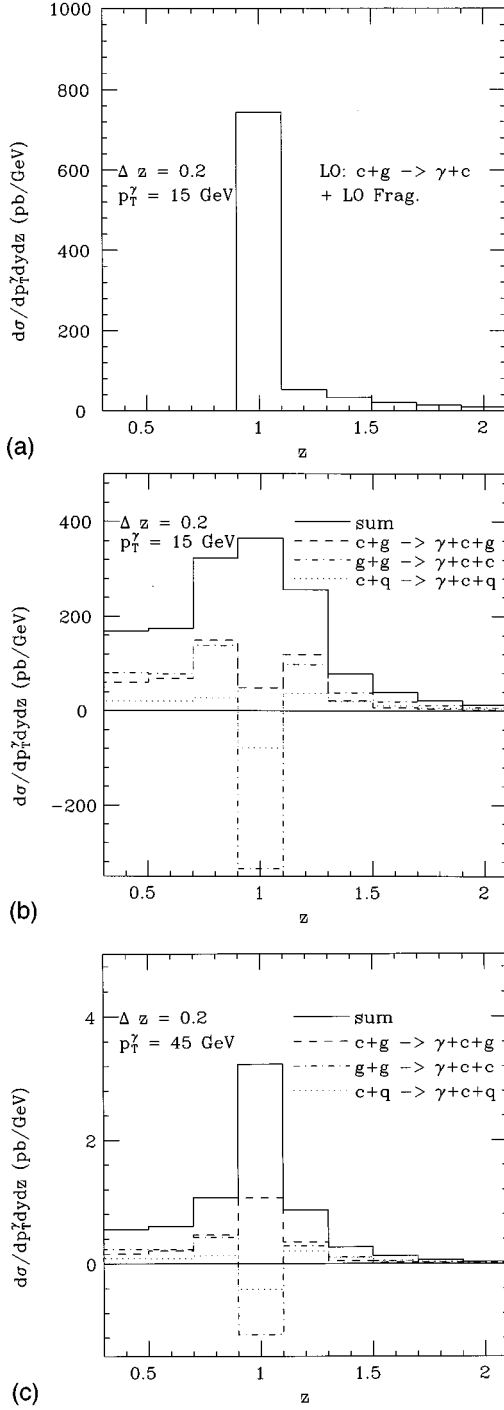 1000
800
600
400
200
0
dσ/dp_T^γdydz (pb/GeV)
Δ z = 0.2
p_T^γ = 15 GeV
LO: c+g -> γ+c
+ LO Frag.
0.5
1
1.5
2
z
(a)
400
200
0
-200
dσ/dp_T^γdydz (pb/GeV)
Δ z = 0.2
p_T^γ = 15 GeV
sum
c+g -> γ+c+g
g+g -> γ+c+c
c+q -> γ+c+q
0.5
1
1.5
2
z
(b)
4
2
0
dσ/dp_T^γdydz (pb/GeV)
Δ z = 0.2
p_T^γ = 45 GeV
sum
c+g -> γ+c+g
g+g -> γ+c+c
c+q -> γ+c+q
0.5
1
1.5
2
z
(c)